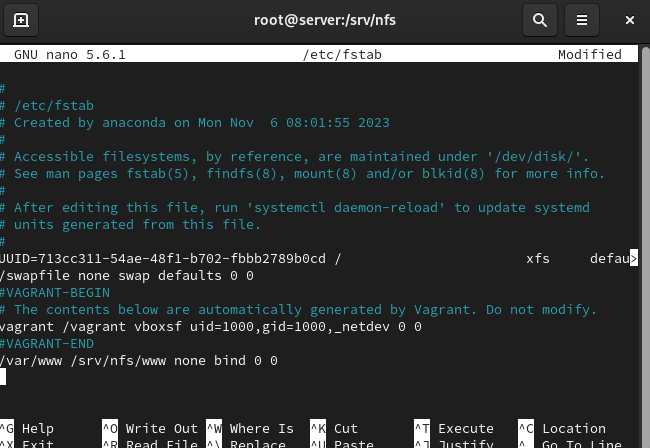 root@server:/srv/nfs
GNU nano 5.6.1 /etc/fstab Modified
#
# /etc/fstab
# Created by anaconda on Mon Nov  6 08:01:55 2023
#
# Accessible filesystems, by reference, are maintained under '/dev/disk/'.
# See man pages fstab(5), findfs(8), mount(8) and/or blkid(8) for more info.
#
# After editing this file, run 'systemctl daemon-reload' to update systemd
# units generated from this file.
#
UUID=713cc311-54ae-48f1-b702-fbbb2789b0cd / xfs defau>
/swapfile none swap defaults 0 0
#VAGRANT-BEGIN
# The contents below are automatically generated by Vagrant. Do not modify.
vagrant /vagrant vboxsf uid=1000,gid=1000,_netdev 0 0
#VAGRANT-END
/var/www /srv/nfs/www none bind 0 0
^G Help ^O Write Out ^W Where Is ^K Cut ^T Execute ^C Location
^X Exit ^R Read File ^\ Replace ^U Paste ^J Justify ^_ Go To Line